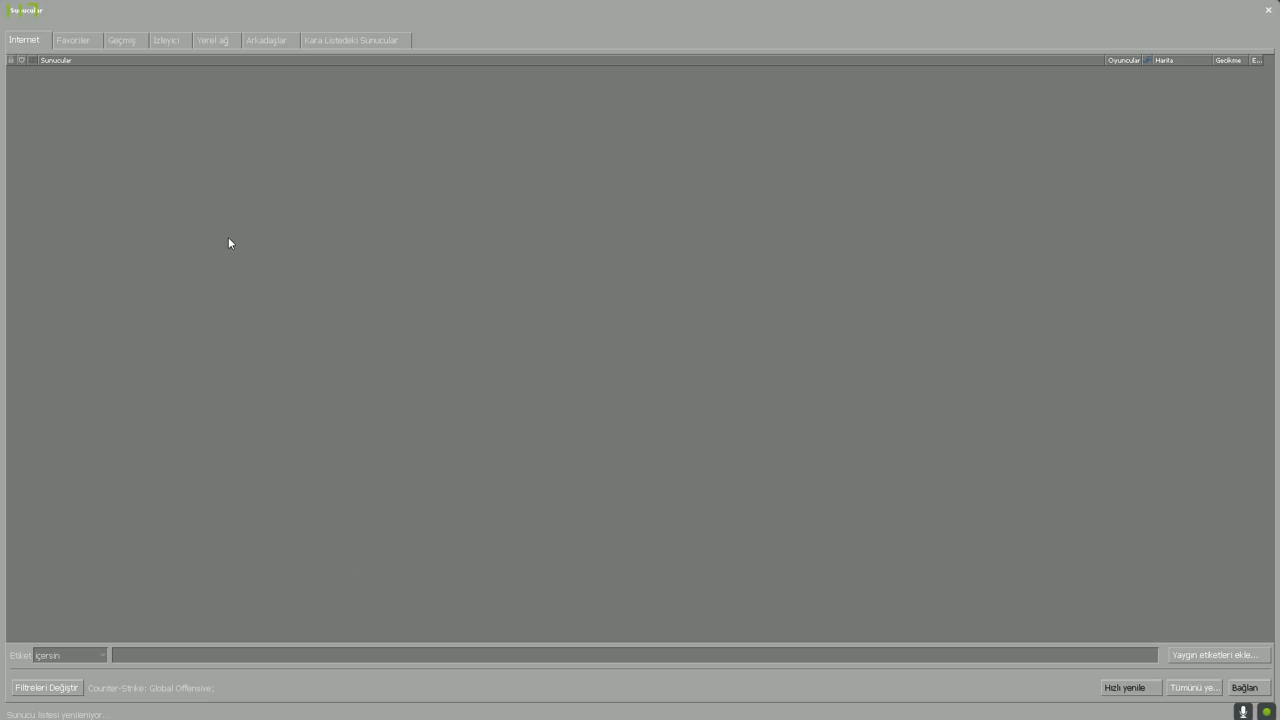 Sunucular
Internet Favoriler Geçmiş İzleyici Yerel ağ Arkadaşlar Kara Listedeki Sunucular
Sunucular Oyuncular Harita Gecikme E...
Etiket içersin Yaygın etiketleri ekle...
Filtreleri Değiştir Counter-Strike: Global Offensive; Hızlı yenile Tümünü ye... Bağlan
Sunucu listesi yenileniyor...